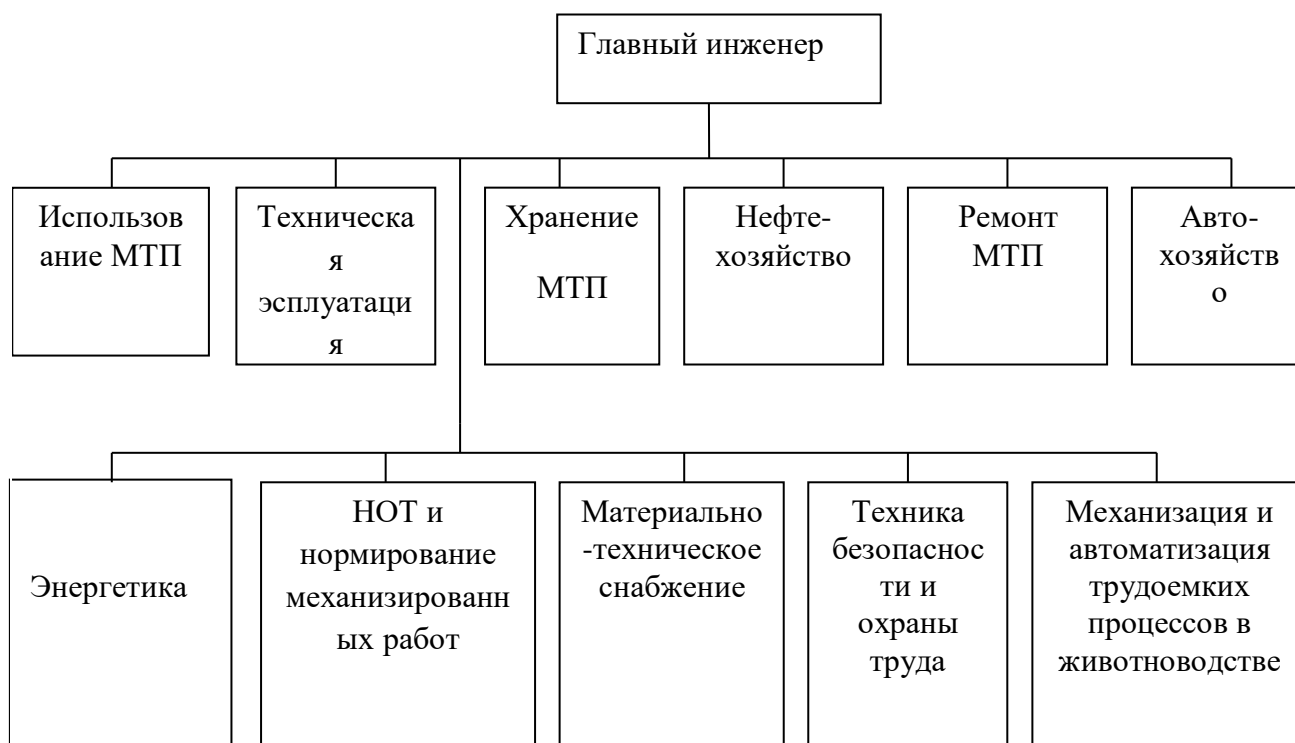 Главный инженер
Использов
ание МТП
Техническа
я
эсплуатаци
я
Хранение
МТП
Нефте-
хозяйство
Ремонт
МТП
Авто-
хозяйств
о
Энергетика
НОТ и
нормирование
механизированн
ых работ
Материально
-техническое
снабжение
Техника
безопаснос
ти и
охраны
труда
Механизация и
автоматизация
трудоемких
процессов в
животноводстве